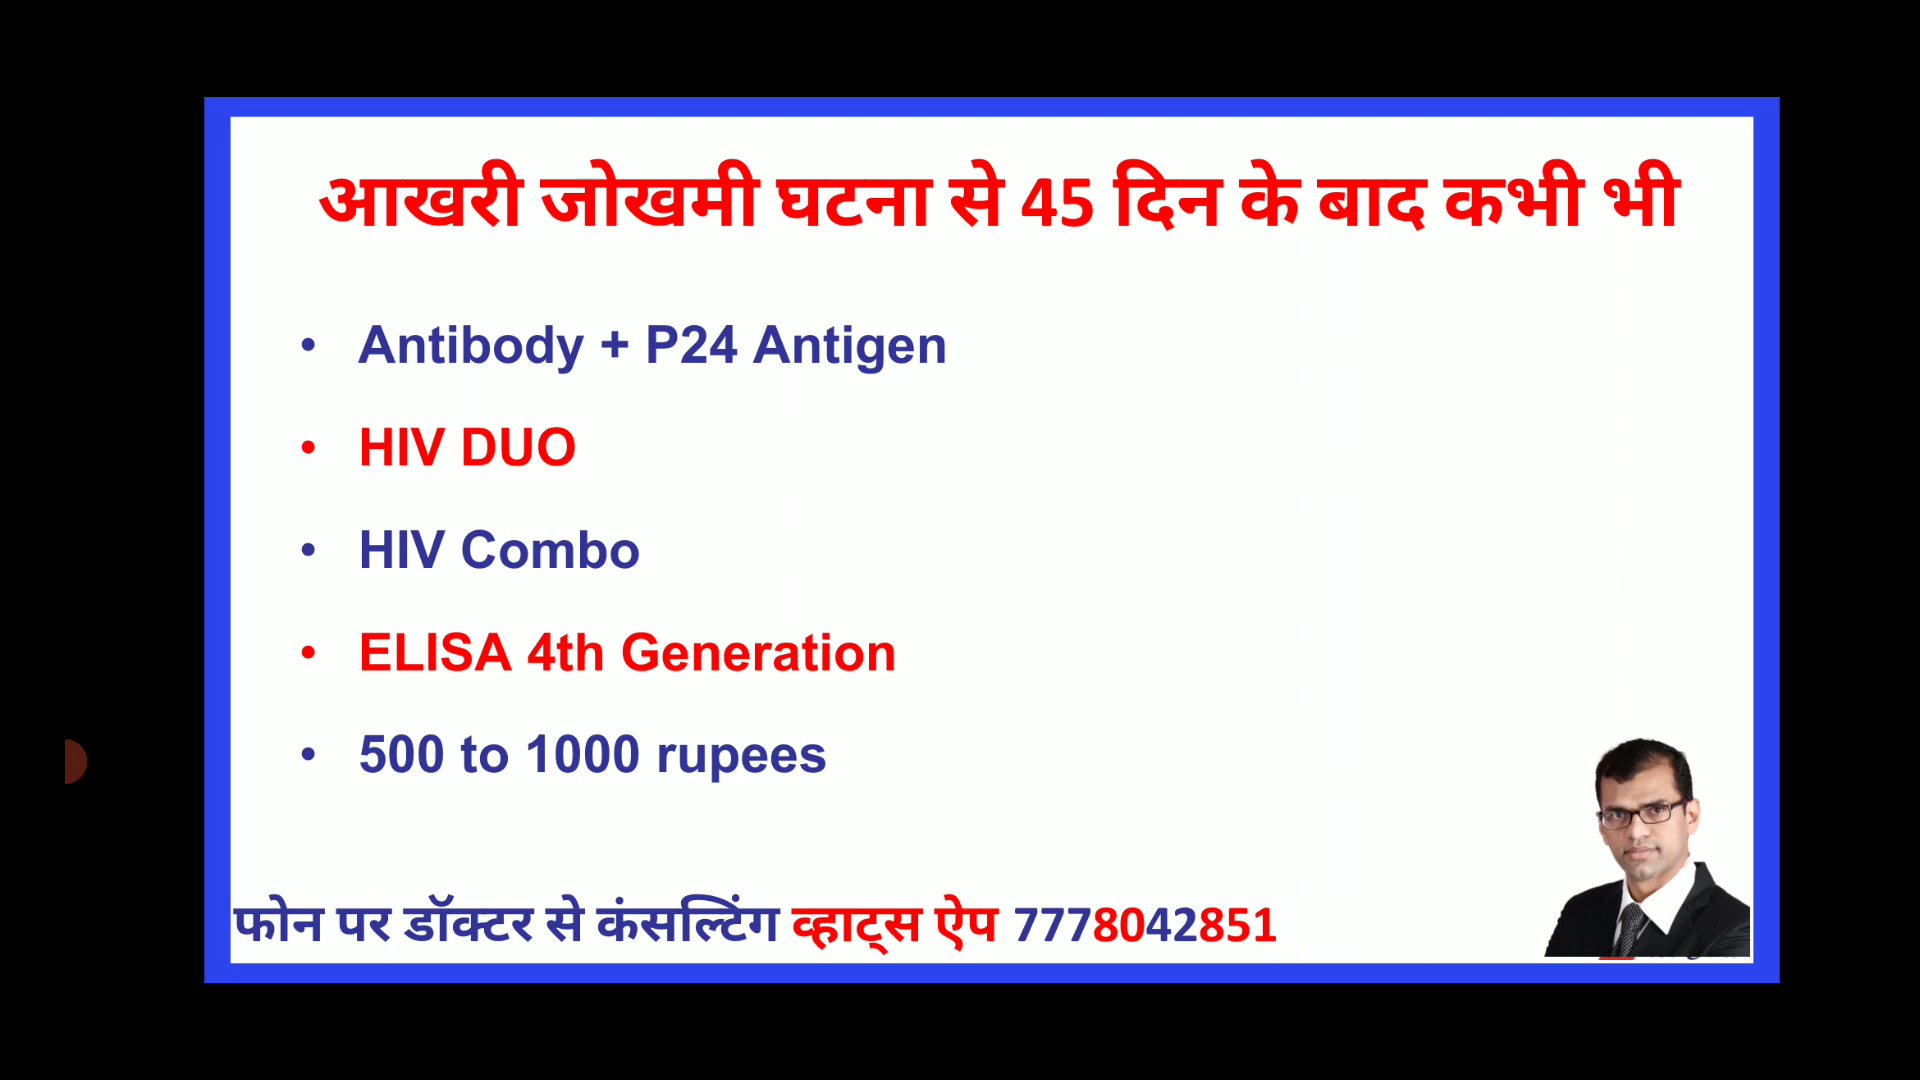 आखरी जोखमी घटना से 45 दिन के बाद कभी भी
• Antibody + P24 Antigen
• HIV DUO
• HIV Combo
• ELISA 4th Generation
• 500 to 1000 rupees
फोन पर डॉक्टर से कंसल्टिंग व्हाट्स ऐप 7778042851